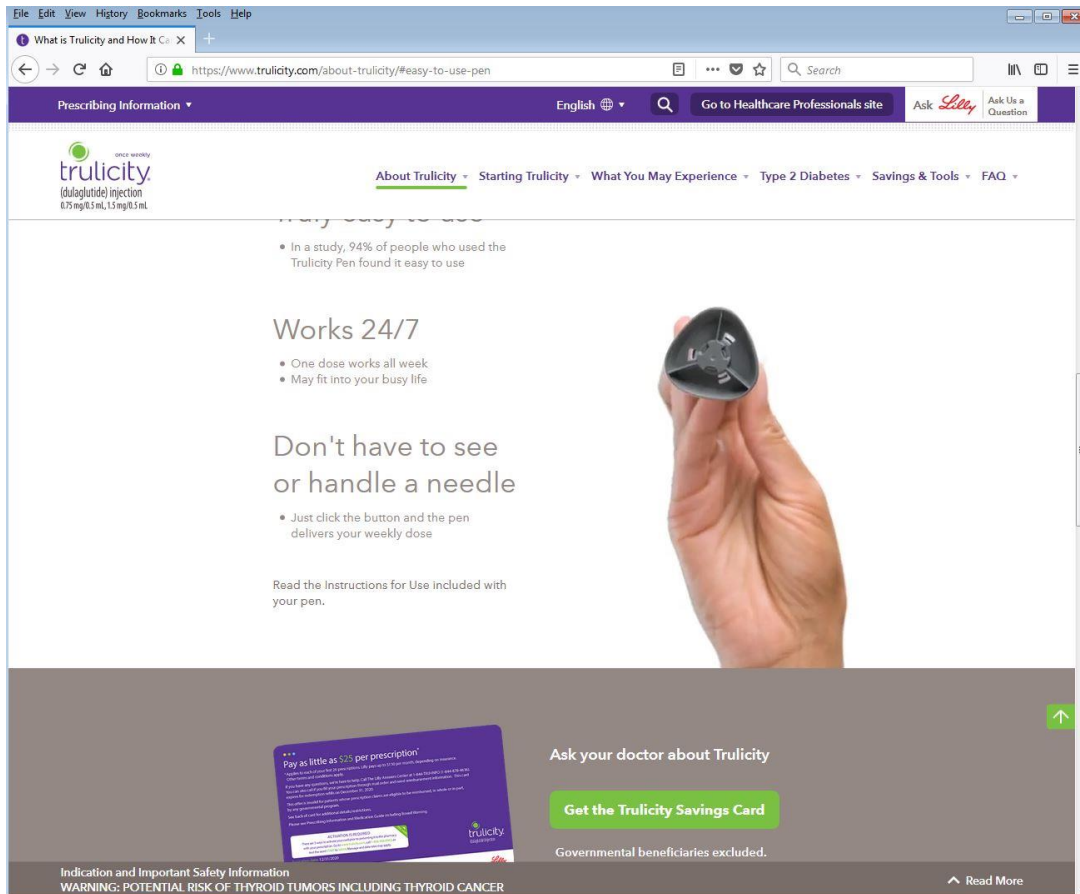 File Edit View History Bookmarks Tools Help
What is Trulicity and How It Ca
https://www.trulicity.com/about-trulicity/#easy-to-use-pen
Search
Prescribing Information
English
Go to Healthcare Professionals site
Ask Lilly
Ask Us a
Question
once weekly
trulicity
(dulaglutide) injection
0.75 mg/0.5 mL, 1.5 mg/0.5 mL
About Trulicity
Starting Trulicity
What You May Experience
Type 2 Diabetes
Savings & Tools
FAQ
Truly easy to use
• In a study, 94% of people who used the
Trulicity Pen found it easy to use
Works 24/7
• One dose works all week
• May fit into your busy life
Don't have to see
or handle a needle
• Just click the button and the pen
delivers your weekly dose
Read the Instructions for Use included with
your pen.
Pay as little as $25 per prescription*
trulicity
Lilly
Ask your doctor about Trulicity
Get the Trulicity Savings Card
Governmental beneficiaries excluded.
Indication and Important Safety Information
WARNING: POTENTIAL RISK OF THYROID TUMORS INCLUDING THYROID CANCER
Read More